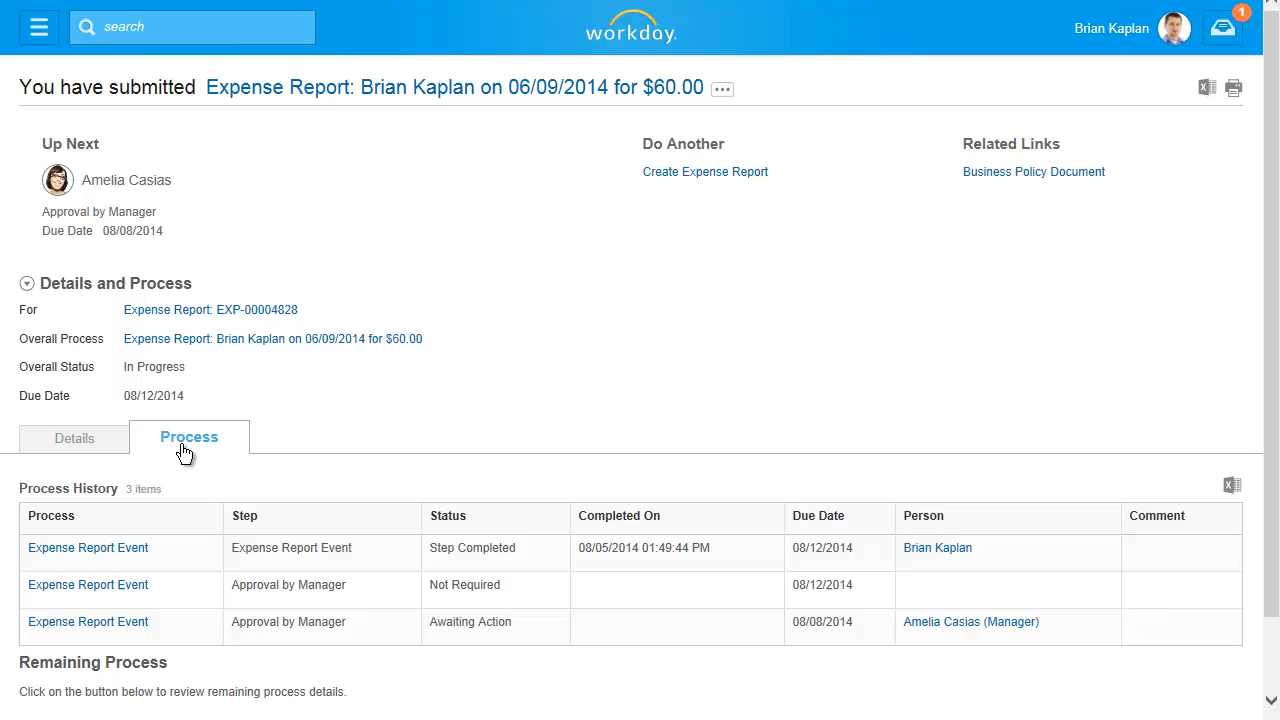 search
workday.
Brian Kaplan
1
You have submitted Expense Report: Brian Kaplan on 06/09/2014 for $60.00
Up Next
Do Another
Related Links
Amelia Casias
Create Expense Report
Business Policy Document
Approval by Manager
Due Date 08/08/2014
Details and Process
For Expense Report: EXP-00004828
Overall Process Expense Report: Brian Kaplan on 06/09/2014 for $60.00
Overall Status In Progress
Due Date 08/12/2014
Details Process
Process History 3 items
Process Step Status Completed On Due Date Person Comment
Expense Report Event Expense Report Event Step Completed 08/05/2014 01:49:44 PM 08/12/2014 Brian Kaplan
Expense Report Event Approval by Manager Not Required 08/12/2014
Expense Report Event Approval by Manager Awaiting Action 08/08/2014 Amelia Casias (Manager)
Remaining Process
Click on the button below to review remaining process details.